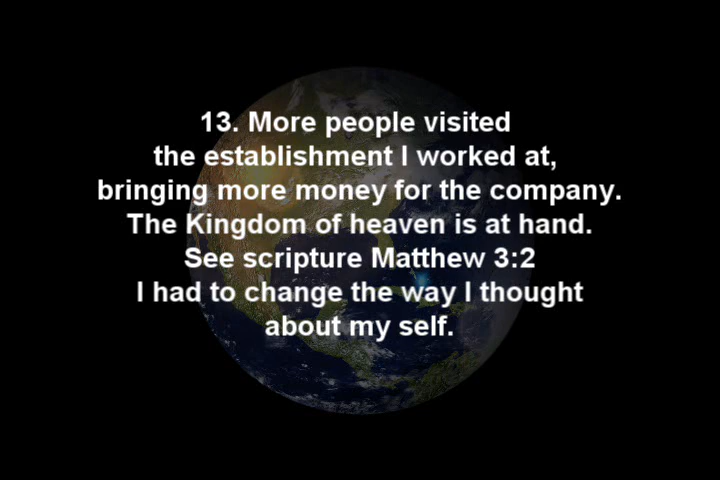 13. More people visited
the establishment I worked at,
bringing more money for the company.
The Kingdom of heaven is at hand.
See scripture Matthew 3:2
I had to change the way I thought
about my self.